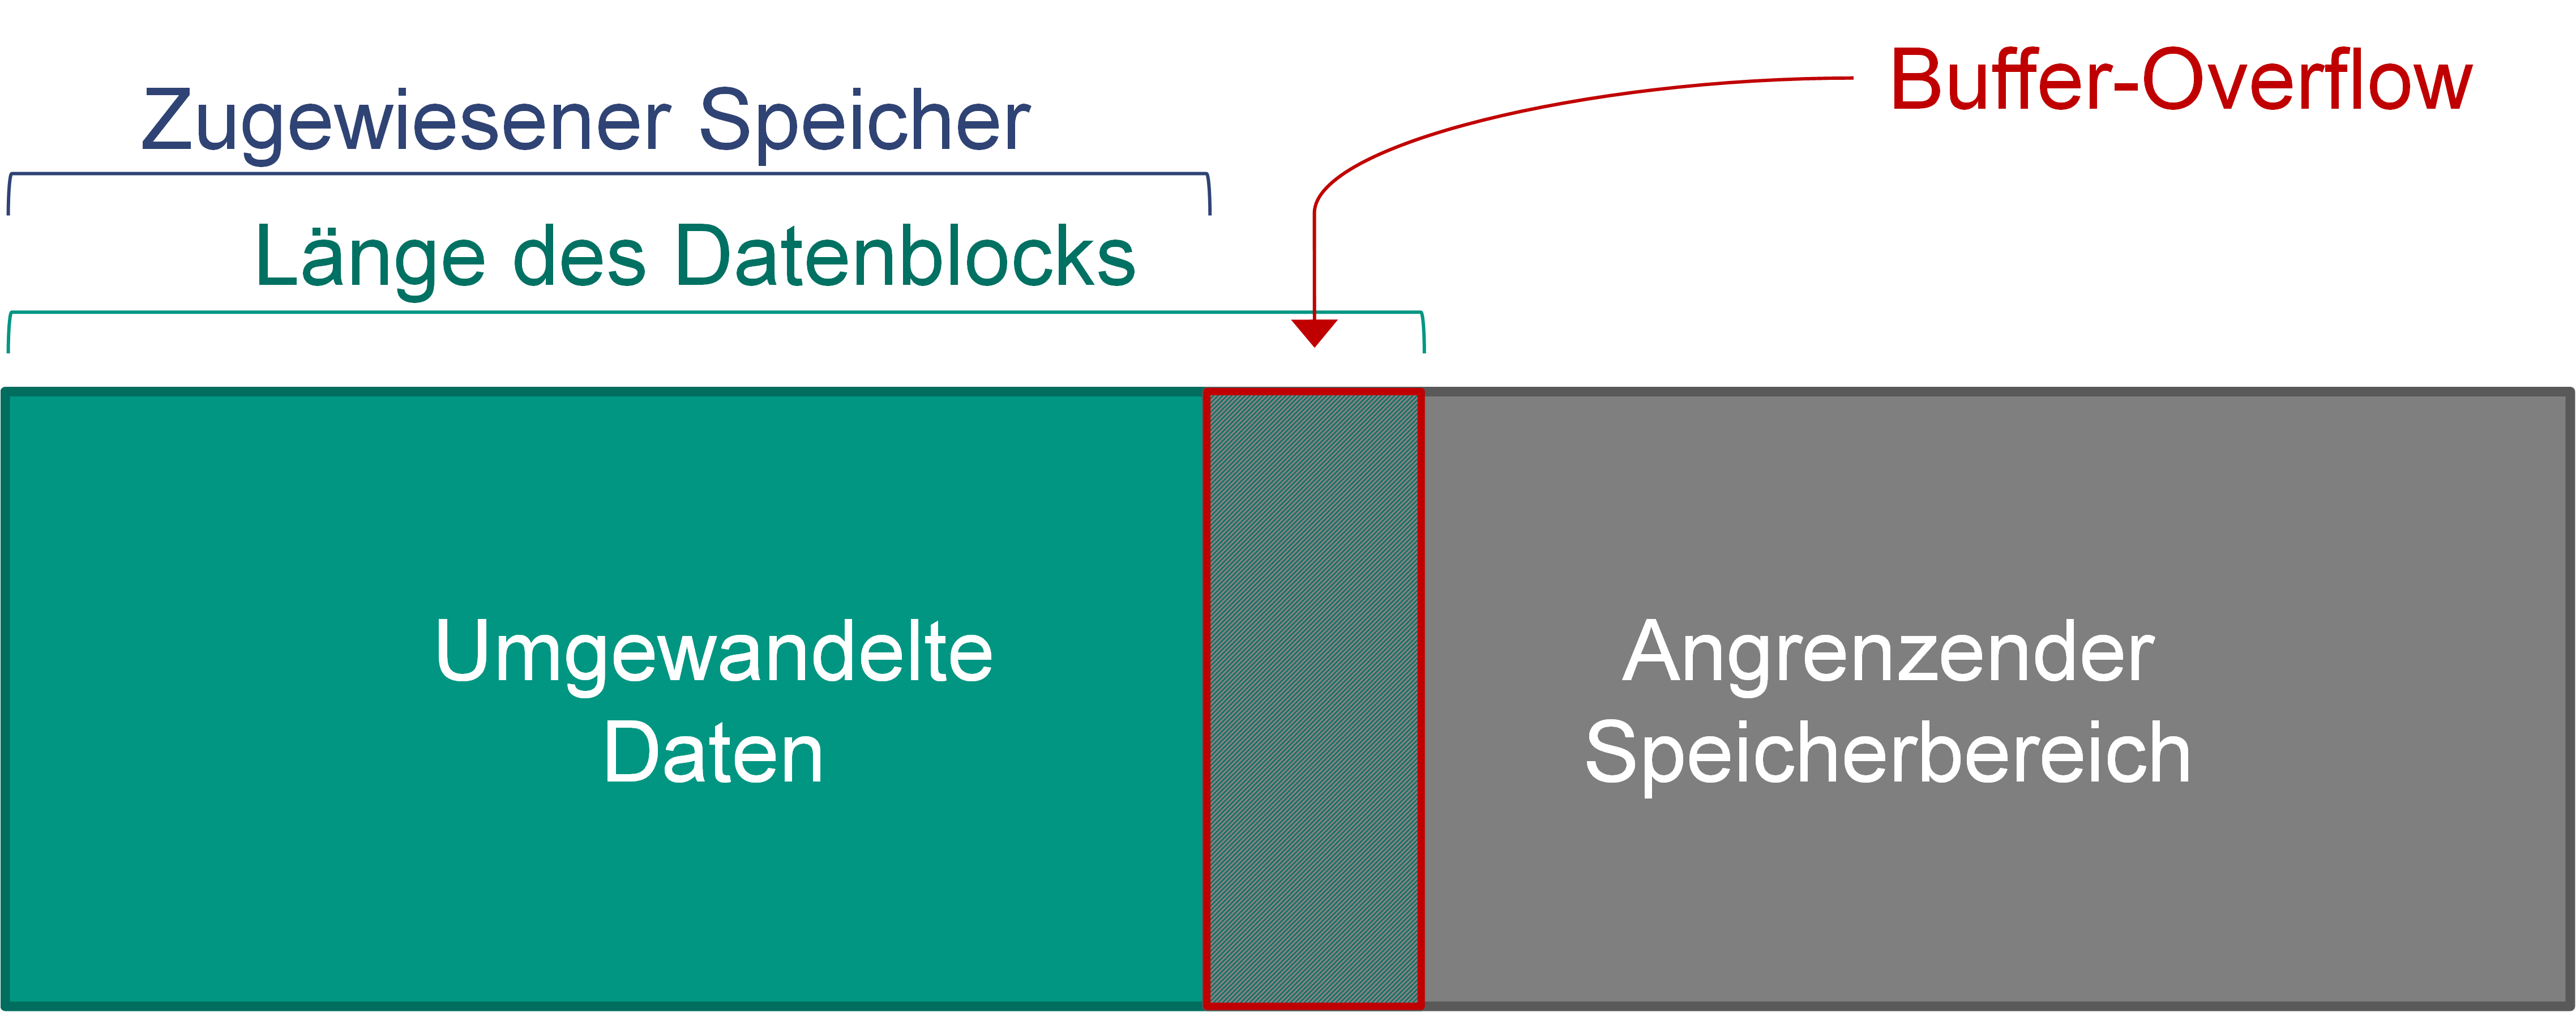 Buffer-Overflow
Zugewiesener Speicher
Länge des Datenblocks
Umgewandelte
Daten
Angrenzender
Speicherbereich